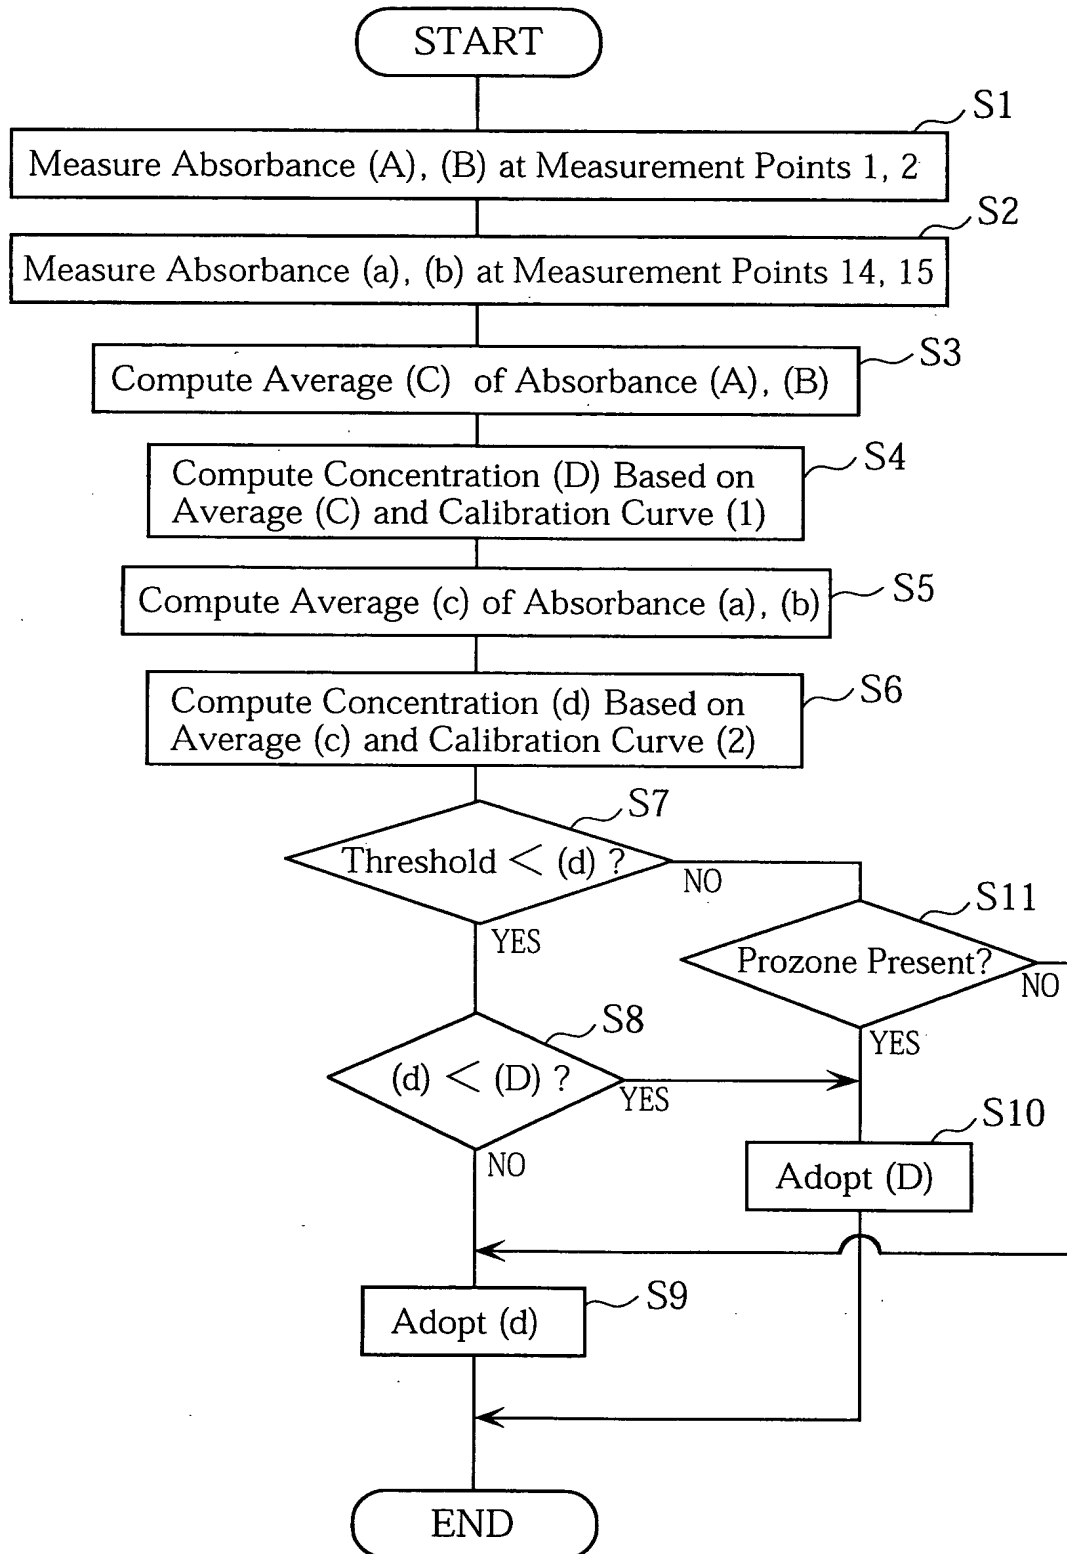 START
S1
Measure Absorbance (A), (B) at Measurement Points 1, 2
S2
Measure Absorbance (a), (b) at Measurement Points 14, 15
S3
Compute Average (C) of Absorbance (A), (B)
S4
Compute Concentration (D) Based on
Average (C) and Calibration Curve (1)
S5
Compute Average (c) of Absorbance (a), (b)
S6
Compute Concentration (d) Based on
Average (c) and Calibration Curve (2)
S7
Threshold < (d) ?
NO
YES
S11
Prozone Present?
NO
YES
S8
(d) < (D) ?
YES
NO
S10
Adopt (D)
S9
Adopt (d)
END